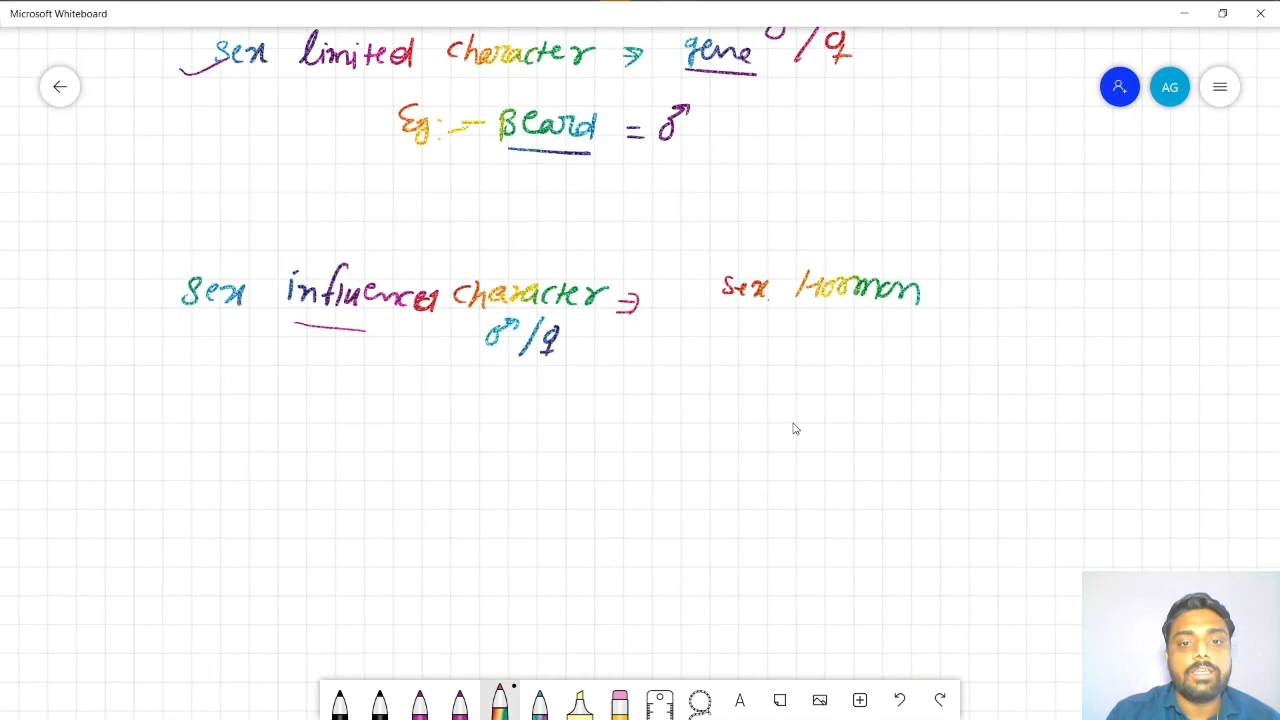 Microsoft Whiteboard
Sex limited character ⇒ gene ♂/♀
Eg:- Beard = ♂
AG
Sex influenced character ⇒ Sex Hormon
♂/♀
A